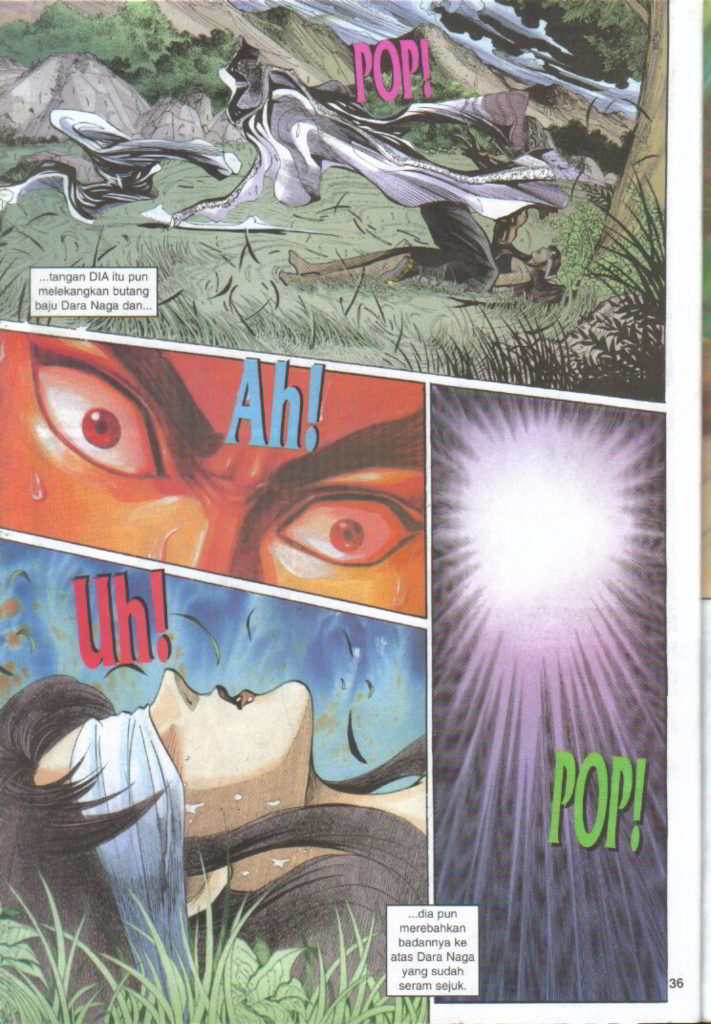 POP!
...tangan DIA itu pun
melekangkan butang
baju Dara Naga dan...
Ah!
Uh!
POP!
...dia pun
merebahkan
badannya ke
atas Dara Naga
yang sudah
seram sejuk.
36